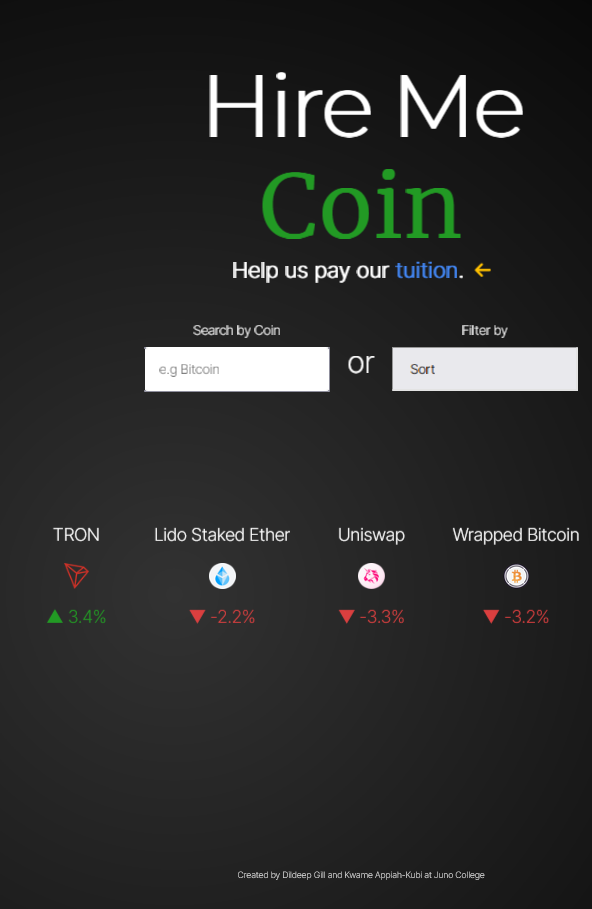 Hire Me
Coin
Help us pay our tuition. ←
Search by Coin
Filter by
e.g Bitcoin
or
Sort
TRON
Lido Staked Ether
Uniswap
Wrapped Bitcoin
▲ 3.4%
▼ -2.2%
▼ -3.3%
▼ -3.2%
Created by Dildeep Gill and Kwame Appiah-Kubi at Juno College